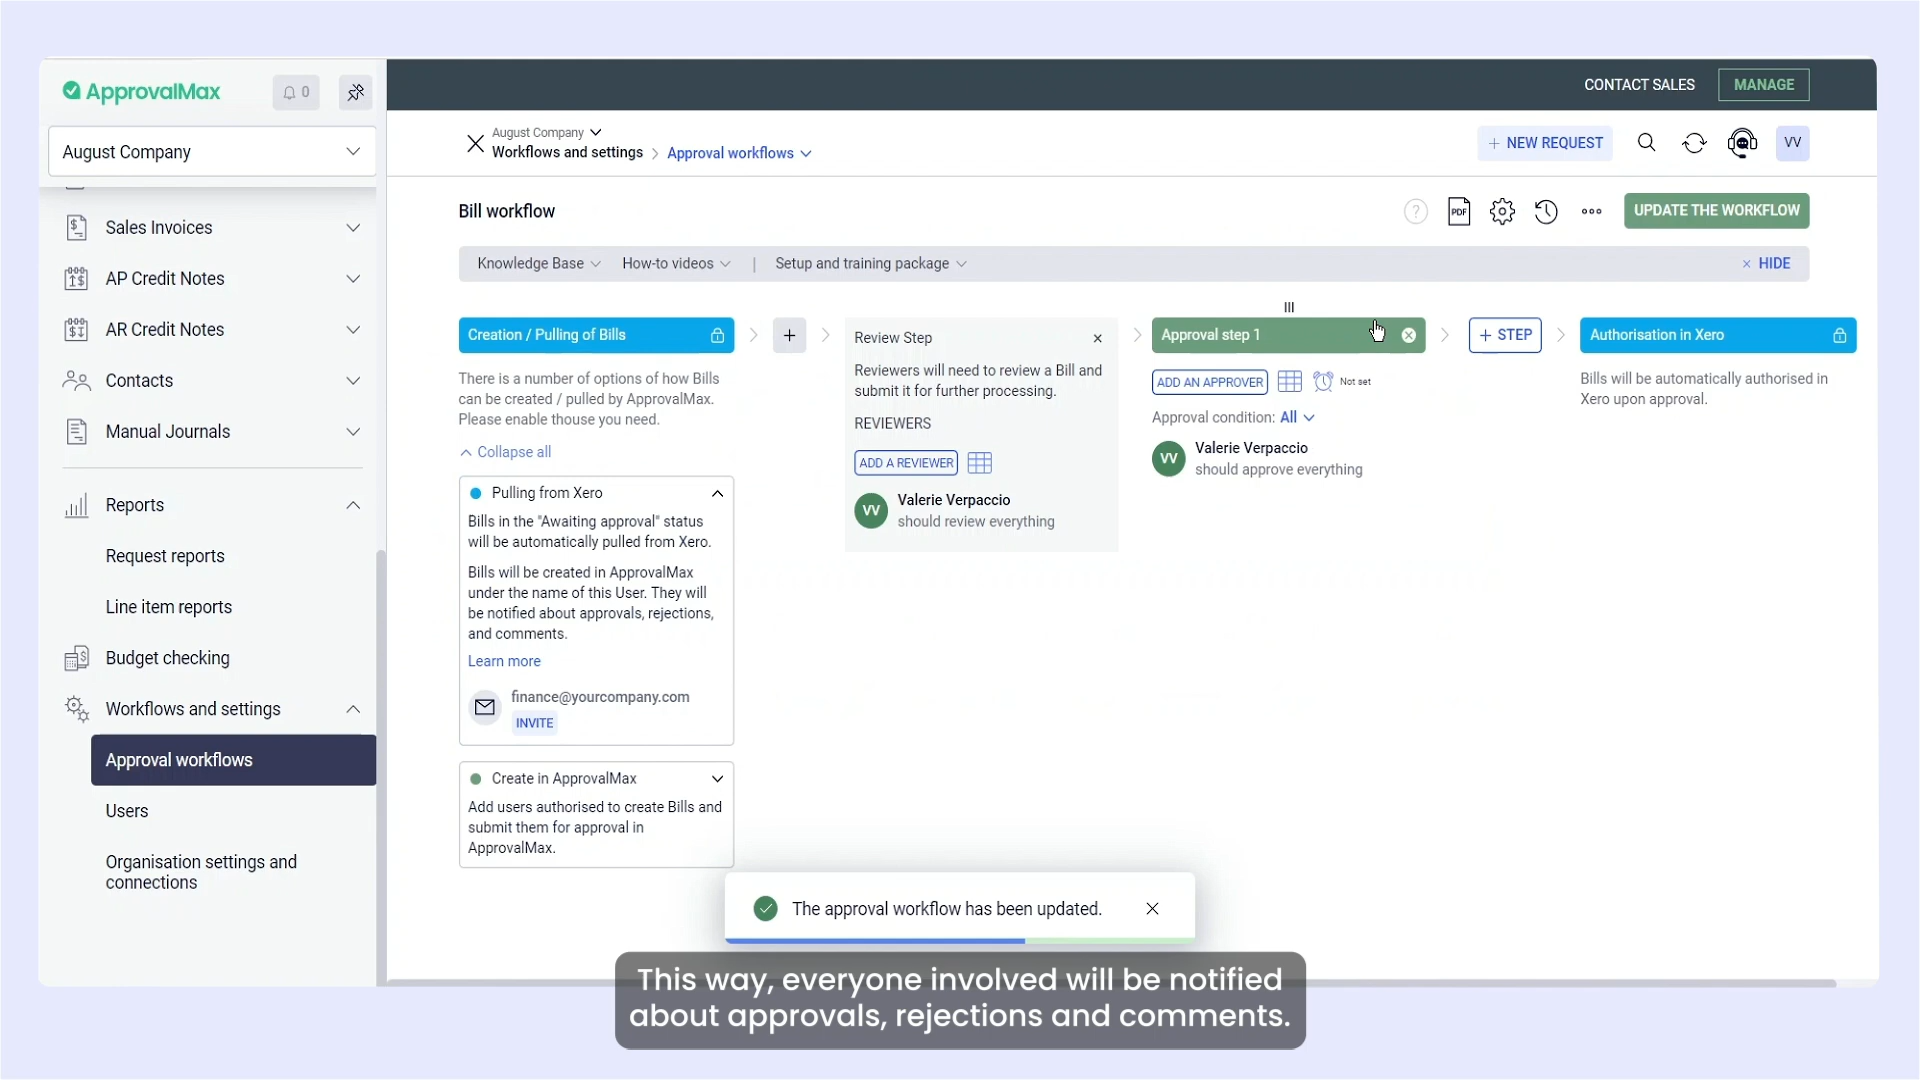 ApprovalMax
0
CONTACT SALES
MANAGE
August Company
August Company
Workflows and settings
Approval workflows
+ NEW REQUEST
VV
Sales Invoices
AP Credit Notes
AR Credit Notes
Contacts
Manual Journals
Reports
Request reports
Line item reports
Budget checking
Workflows and settings
Approval workflows
Users
Organisation settings and
connections
Bill workflow
?
PDF
UPDATE THE WORKFLOW
Knowledge Base
How-to videos
|
Setup and training package
× HIDE
Creation / Pulling of Bills
There is a number of options of how Bills
can be created / pulled by ApprovalMax.
Please enable thouse you need.
Collapse all
Pulling from Xero
Bills in the "Awaiting approval" status
will be automatically pulled from Xero.
Bills will be created in ApprovalMax
under the name of this User. They will
be notified about approvals, rejections,
and comments.
Learn more
finance@yourcompany.com
INVITE
Create in ApprovalMax
Add users authorised to create Bills and
submit them for approval in
ApprovalMax.
+
Review Step
Reviewers will need to review a Bill and
submit it for further processing.
REVIEWERS
ADD A REVIEWER
VV
Valerie Verpaccio
should review everything
Approval step 1
ADD AN APPROVER
Not set
Approval condition: All
VV
Valerie Verpaccio
should approve everything
+ STEP
Authorisation in Xero
Bills will be automatically authorised in
Xero upon approval.
The approval workflow has been updated.
This way, everyone involved will be notified
about approvals, rejections and comments.